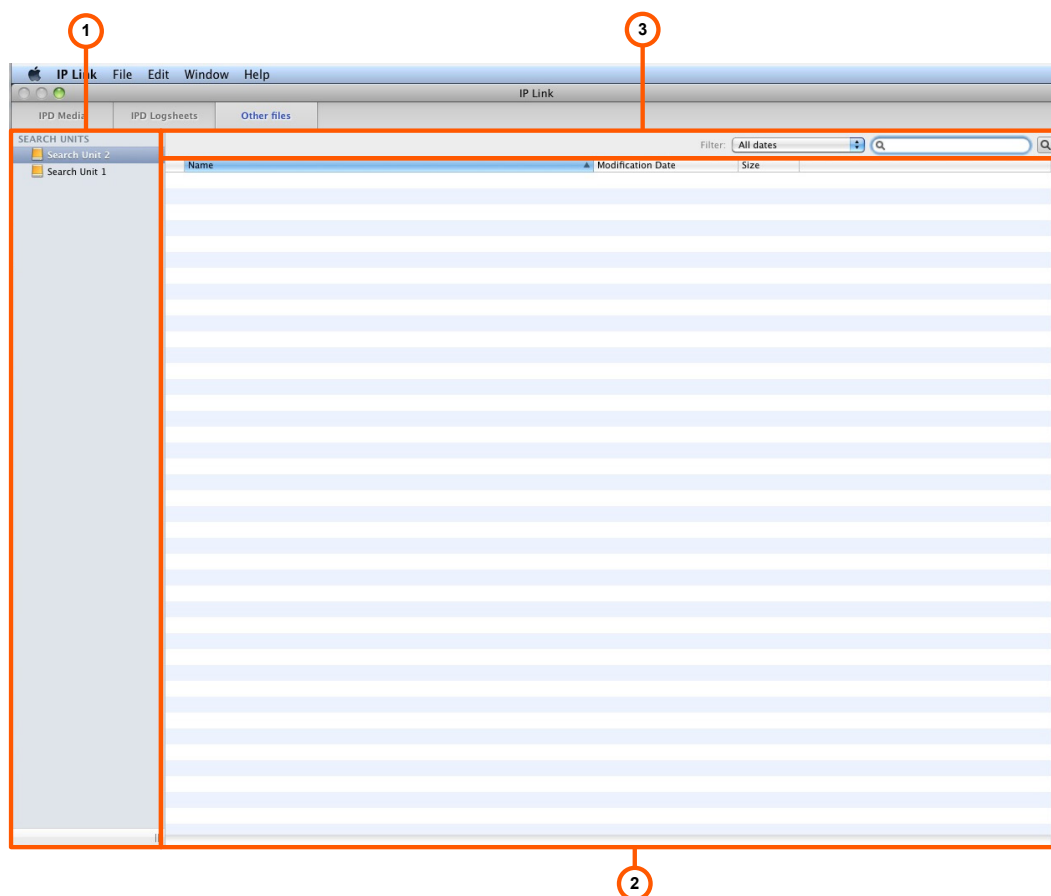 1 3
IP Link File Edit Window Help
IP Link
IPD Media IPD Logsheets Other files
SEARCH UNITS
Filter: All dates
Search Unit 2
Name Modification Date Size
Search Unit 1
2